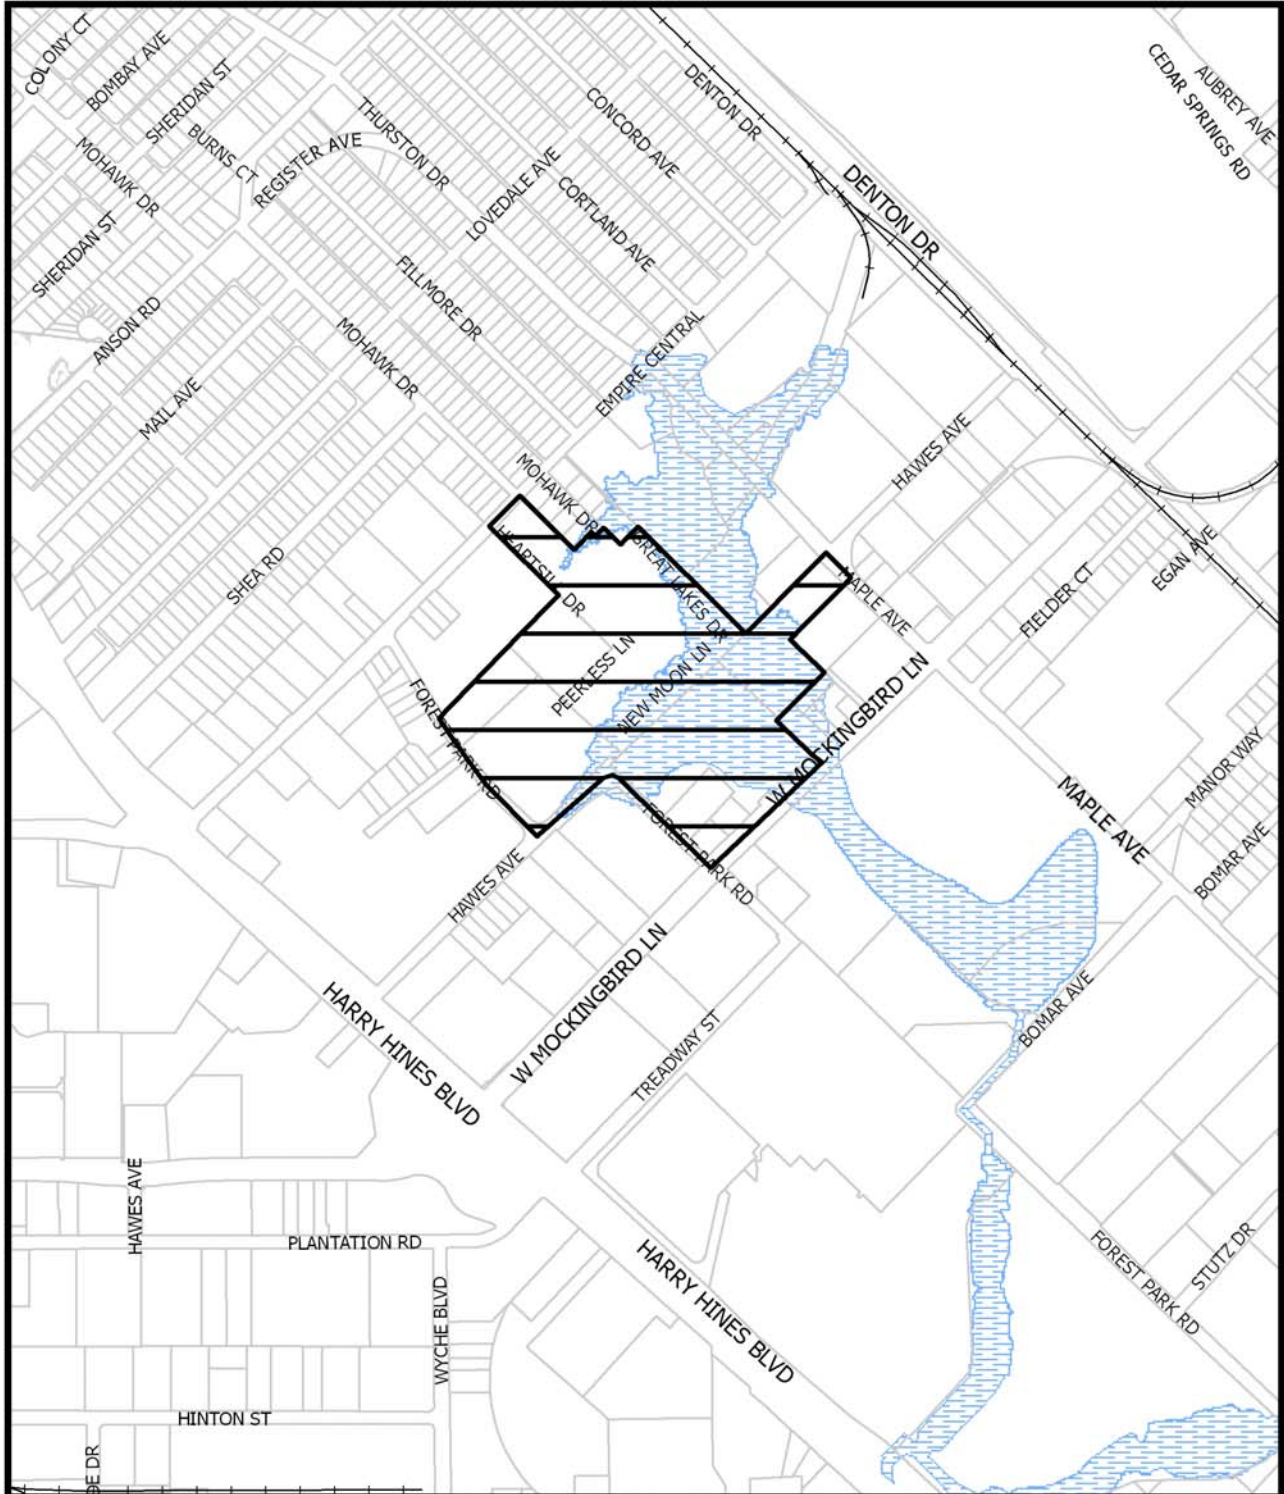 COLONY CT
BOMBAY AVE
SHERIDAN ST
BURNS CT
REGISTER AVE
THURSTON DR
CONCORD AVE
DENTON DR
AUBREY AVE
CEDAR SPRINGS RD
MOHAWK DR
LOVEDALE AVE
CORTLAND AVE
DENTON DR
SHERIDAN ST
FILLMORE DR
ANSON RD
MOHAWK DR
EMPIRE CENTRAL
MAIL AVE
HAWES AVE
MOHAWK DR
HEARTSILL DR
GREAT LAKES DR
MAPLE AVE
EGAN AVE
FIELDER CT
SHEA RD
PEERLESS LN
NEW MOON LN
FOREST PARK RD
W MOCKINGBIRD LN
MANOR WAY
MAPLE AVE
FOREST PARK RD
BOMAR AVE
HAWES AVE
W MOCKINGBIRD LN
HARRY HINES BLVD
TREADWAY ST
BOMAR AVE
HAWES AVE
PLANTATION RD
FOREST PARK RD
STUTZ DR
WYCHE BLVD
HARRY HINES BLVD
HINTON ST
DR